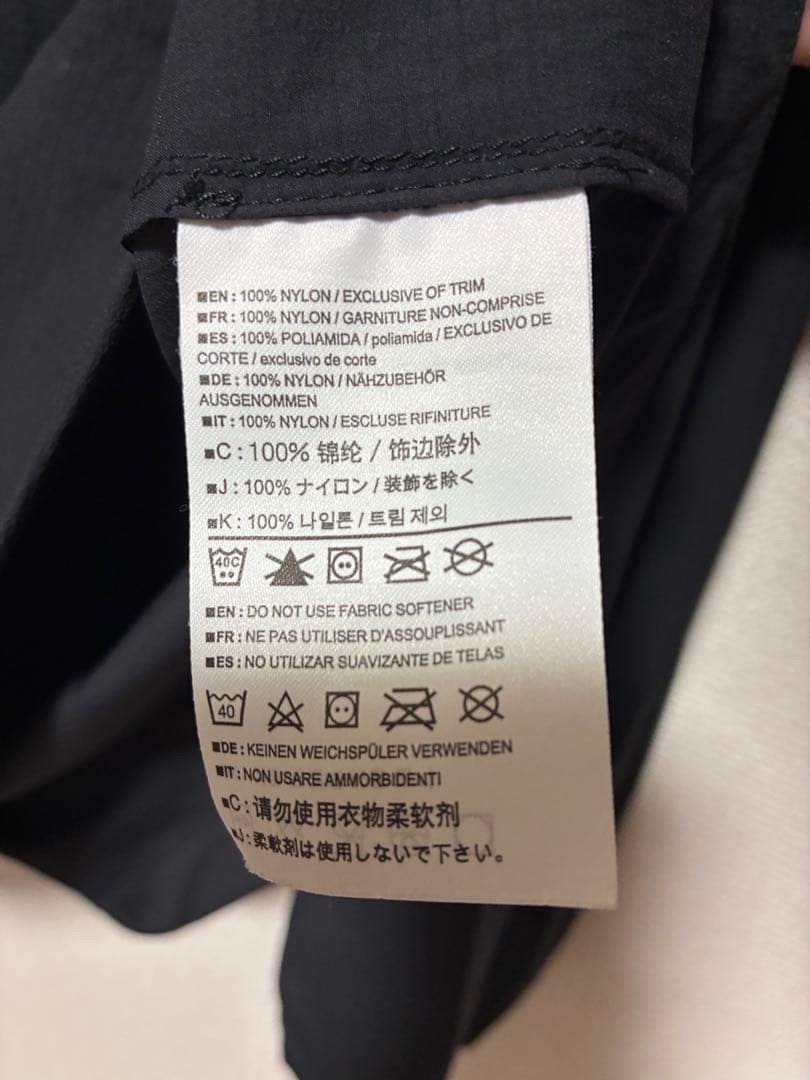 EN : 100% NYLON / EXCLUSIVE OF TRIM
FR : 100% NYLON / GARNITURE NON-COMPRISE
ES : 100% POLIAMIDA / poliamida / EXCLUSIVO DE
CORTE / exclusivo de corte
DE : 100% NYLON / NÄHZUBEHÖR
AUSGENOMMEN
IT : 100% NYLON / ESCLUSE RIFINITURE
C : 100% 锦纶 / 饰边除外
J : 100% ナイロン / 装飾を除く
K : 100% 나일론 / 트림 제외
40C
EN : DO NOT USE FABRIC SOFTENER
FR : NE PAS UTILISER D'ASSOUPLISSANT
ES : NO UTILIZAR SUAVIZANTE DE TELAS
40
DE : KEINEN WEICHSPÜLER VERWENDEN
IT : NON USARE AMMORBIDENTI
C : 请勿使用衣物柔软剂
J : 柔軟剤は使用しないで下さい。